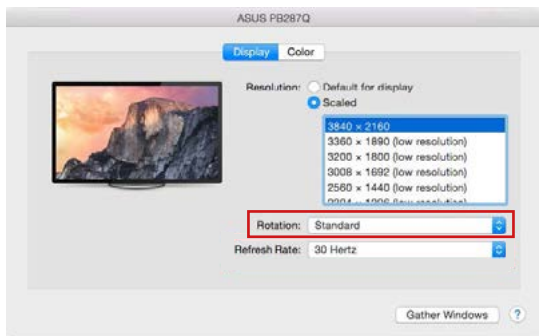 ASUS PB287Q
Display Color
Resolution: Default for display
Scaled
3840 × 2160
3360 × 1890 (low resolution)
3200 × 1800 (low resolution)
3008 × 1692 (low resolution)
2560 × 1440 (low resolution)
Rotation: Standard
Refresh Rate: 30 Hertz
Gather Windows ?